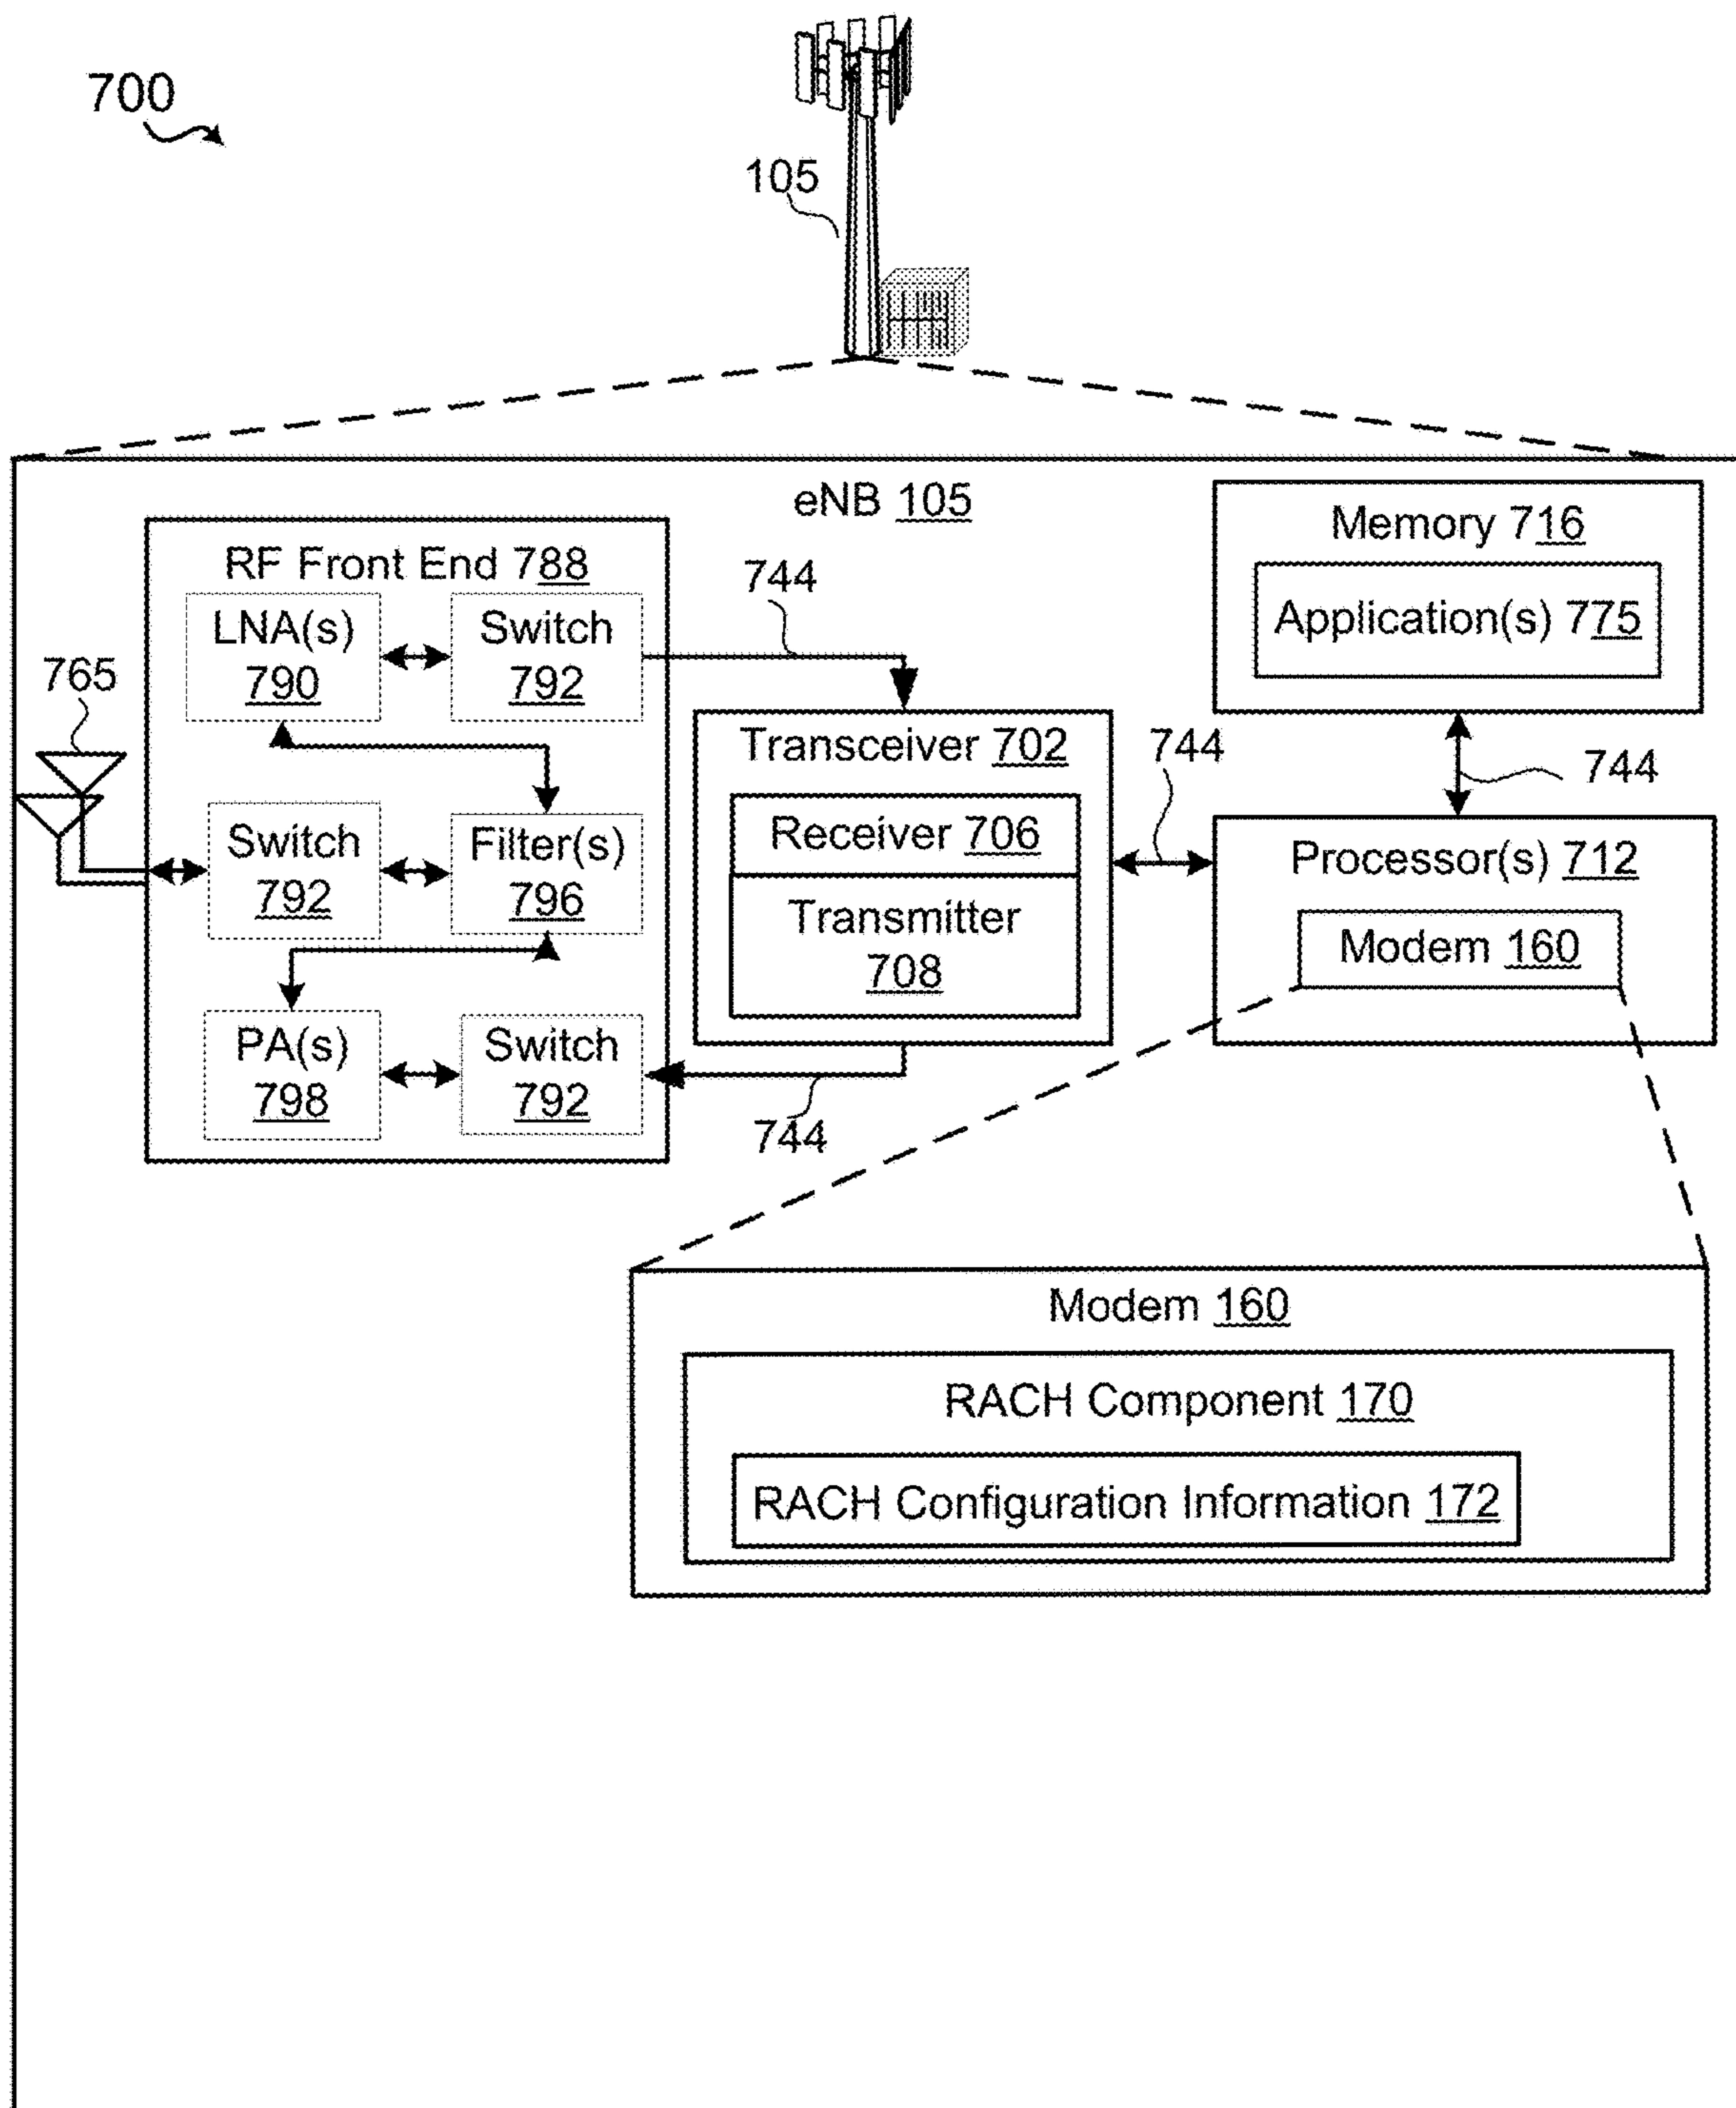 700
105
eNB 105
RF Front End 788
LNA(s)
790
Switch
792
744
765
Switch
792
Filter(s)
796
PA(s)
798
Switch
792
744
Transceiver 702
Receiver 706
Transmitter
708
744
Memory 716
Application(s) 775
744
Processor(s) 712
Modem 160
Modem 160
RACH Component 170
RACH Configuration Information 172